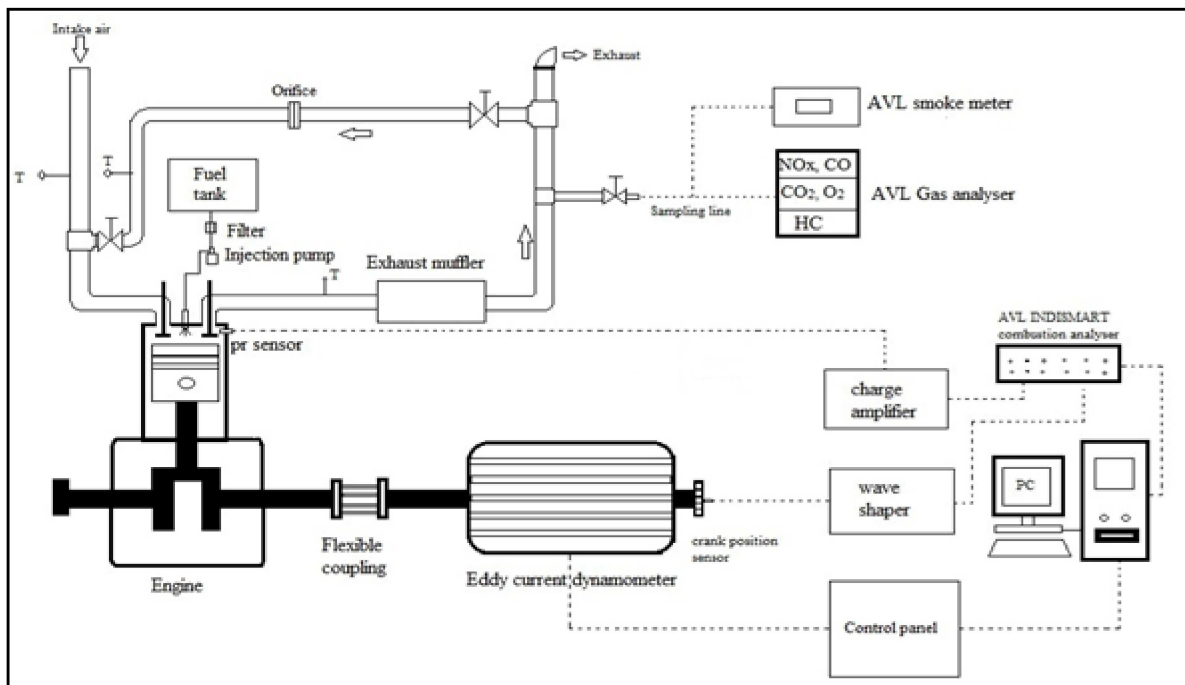 Intake air
Exhaust
Orifice
AVL smoke meter
T
T
Fuel
tank
NOx, CO
CO2, O2
HC
AVL Gas analyser
Sampling line
Filter
Injection pump
Exhaust muffler
T
pr sensor
AVL INDISMART
combustion analyser
charge
amplifier
PC
wave
shaper
crank position
sensor
Flexible
coupling
Engine
Eddy current dynamometer
Control panel